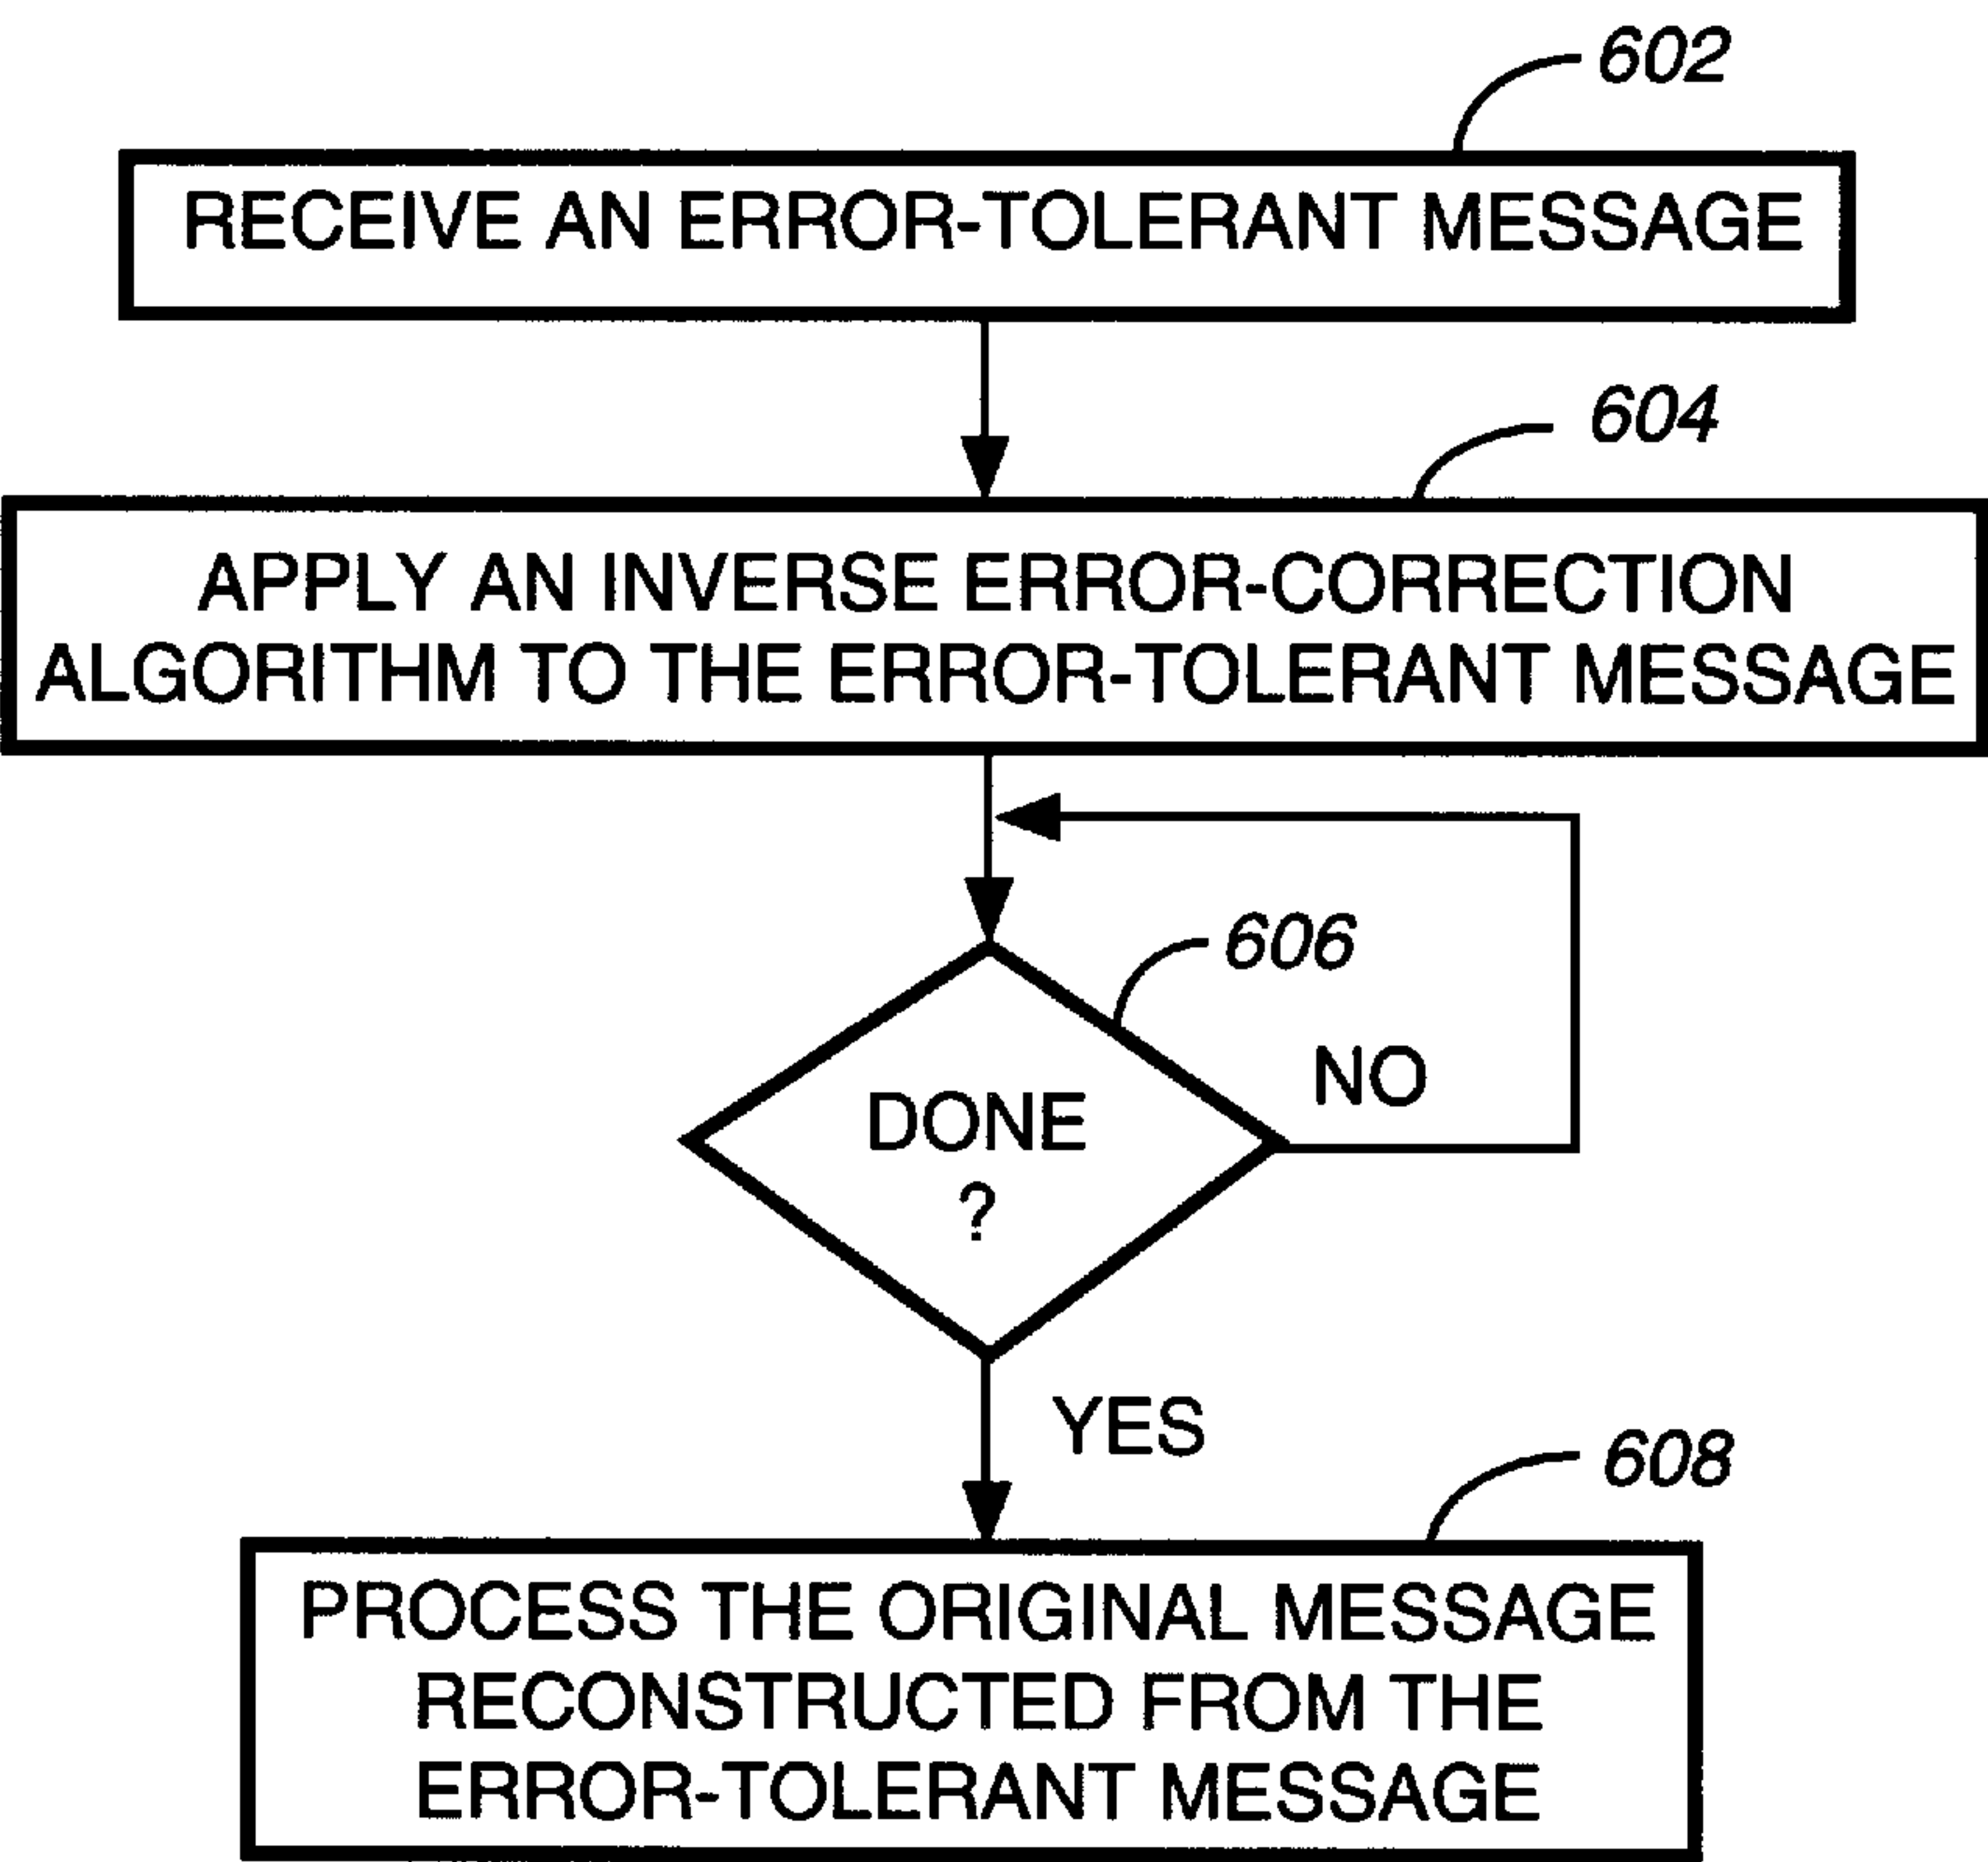 602
RECEIVE AN ERROR-TOLERANT MESSAGE
604
APPLY AN INVERSE ERROR-CORRECTION
ALGORITHM TO THE ERROR-TOLERANT MESSAGE
606
NO
DONE
?
YES
608
PROCESS THE ORIGINAL MESSAGE
RECONSTRUCTED FROM THE
ERROR-TOLERANT MESSAGE